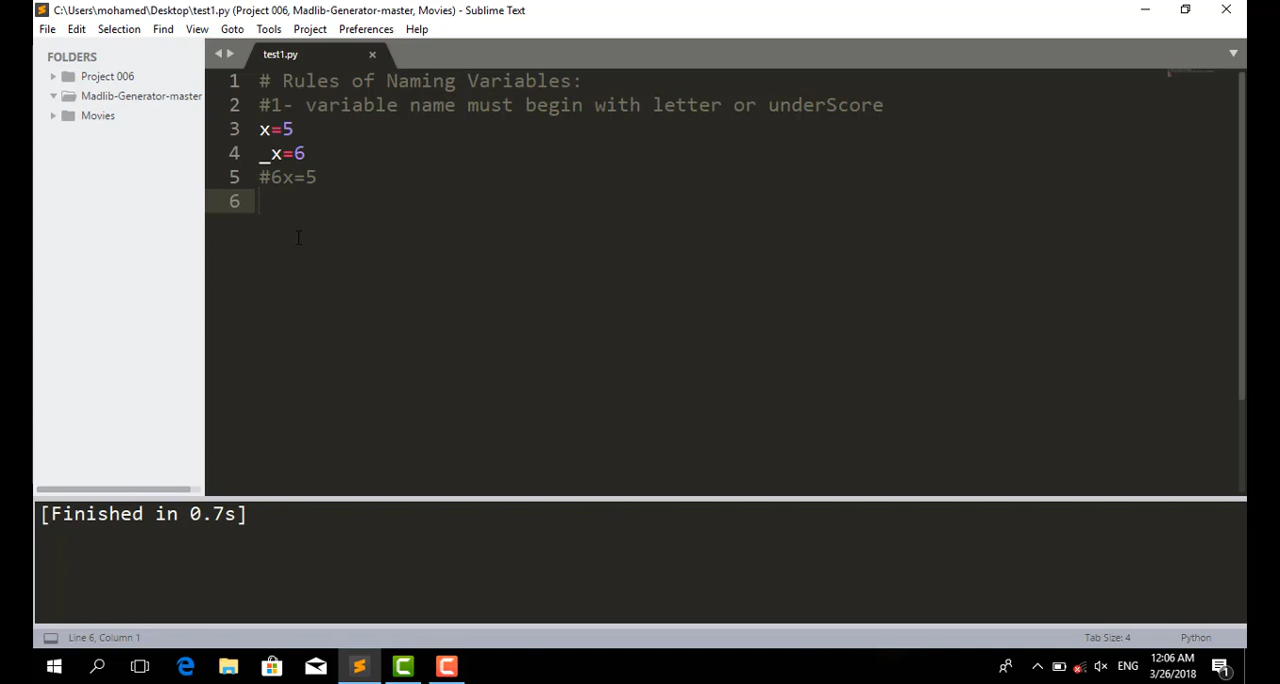 C:\Users\mohamed\Desktop\test1.py (Project 006, Madlib-Generator-master, Movies) - Sublime Text
File Edit Selection Find View Goto Tools Project Preferences Help
FOLDERS
Project 006
Madlib-Generator-master
Movies
test1.py
1 # Rules of Naming Variables:
2 #1- variable name must begin with letter or underScore
3 x=5
4 _x=6
5 #6x=5
6
[Finished in 0.7s]
Line 6, Column 1
Tab Size: 4
Python
ENG
12:06 AM
3/26/2018
1